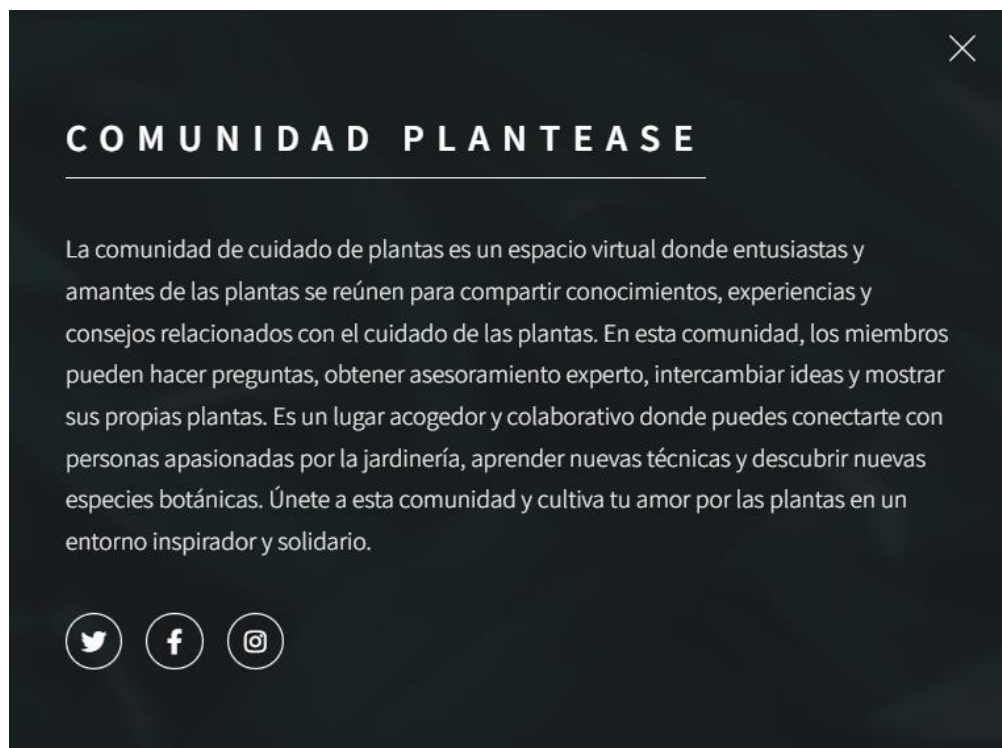 COMUNIDAD PLANTEASE
La comunidad de cuidado de plantas es un espacio virtual donde entusiastas y
amantes de las plantas se reúnen para compartir conocimientos, experiencias y
consejos relacionados con el cuidado de las plantas. En esta comunidad, los miembros
pueden hacer preguntas, obtener asesoramiento experto, intercambiar ideas y mostrar
sus propias plantas. Es un lugar acogedor y colaborativo donde puedes conectarte con
personas apasionadas por la jardinería, aprender nuevas técnicas y descubrir nuevas
especies botánicas. Únete a esta comunidad y cultiva tu amor por las plantas en un
entorno inspirador y solidario.